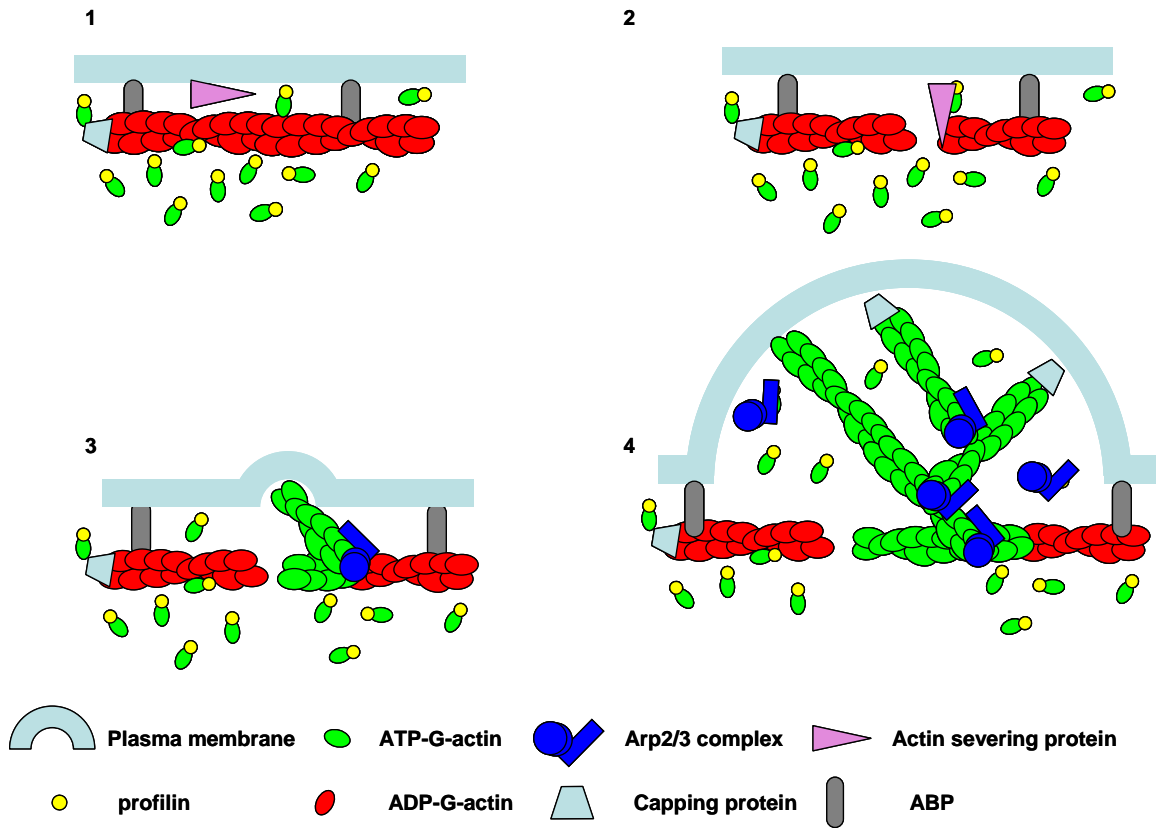 1
2
3
4
Plasma membrane
ATP-G-actin
Arp2/3 complex
Actin severing protein
profilin
ADP-G-actin
Capping protein
ABP